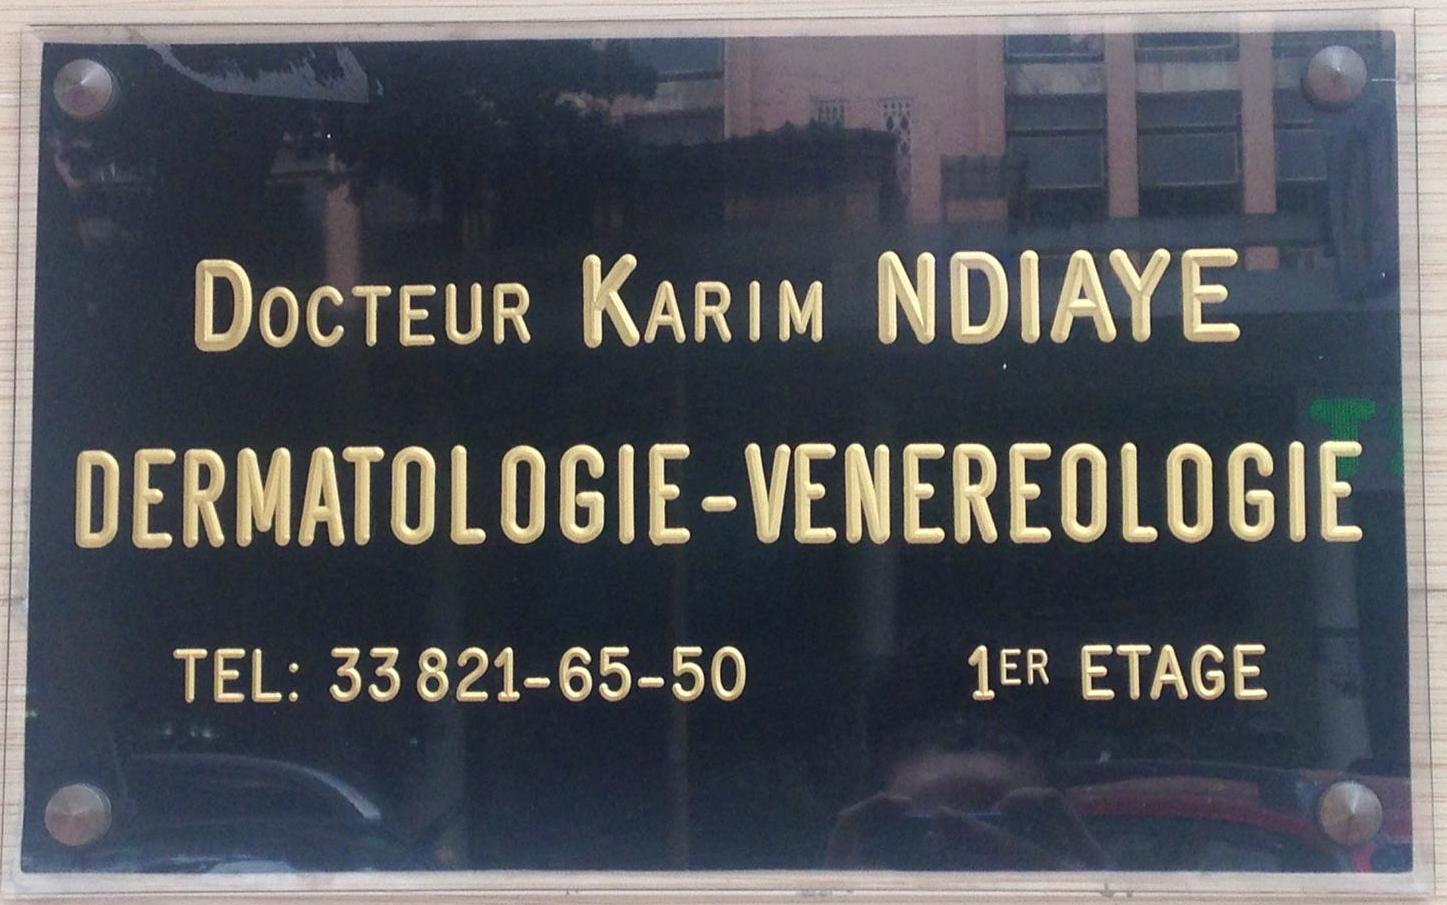 Docteur Karim NDIAYE
DERMATOLOGIE-VENEREOLOGIE
TEL: 33 821-65-50 1ER ETAGE